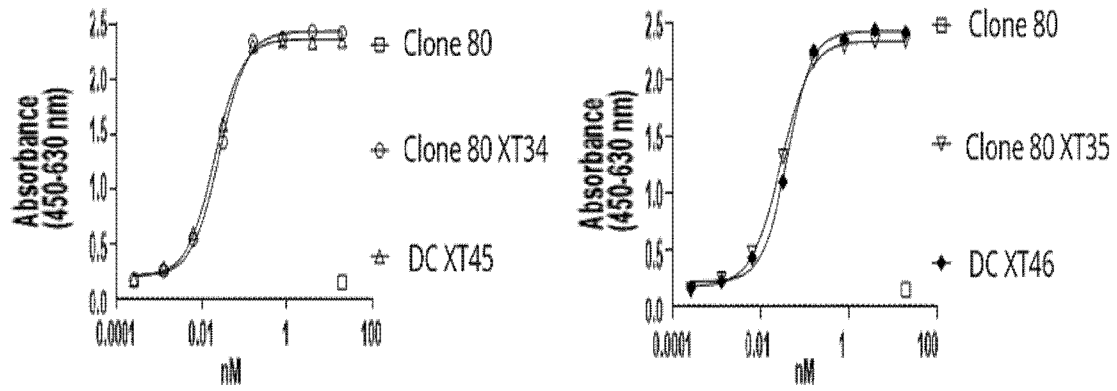 Absorbance
(450-630 nm)
2.5
2.0
1.5
1.0
0.5
0.0
0.0001
0.01
1
100
nM
Clone 80
Clone 80 XT34
DC XT45
Absorbance
(450-630 nm)
2.5
2.0
1.5
1.0
0.5
0.0
0.0001
0.01
1
100
nM
Clone 80
Clone 80 XT35
DC XT46